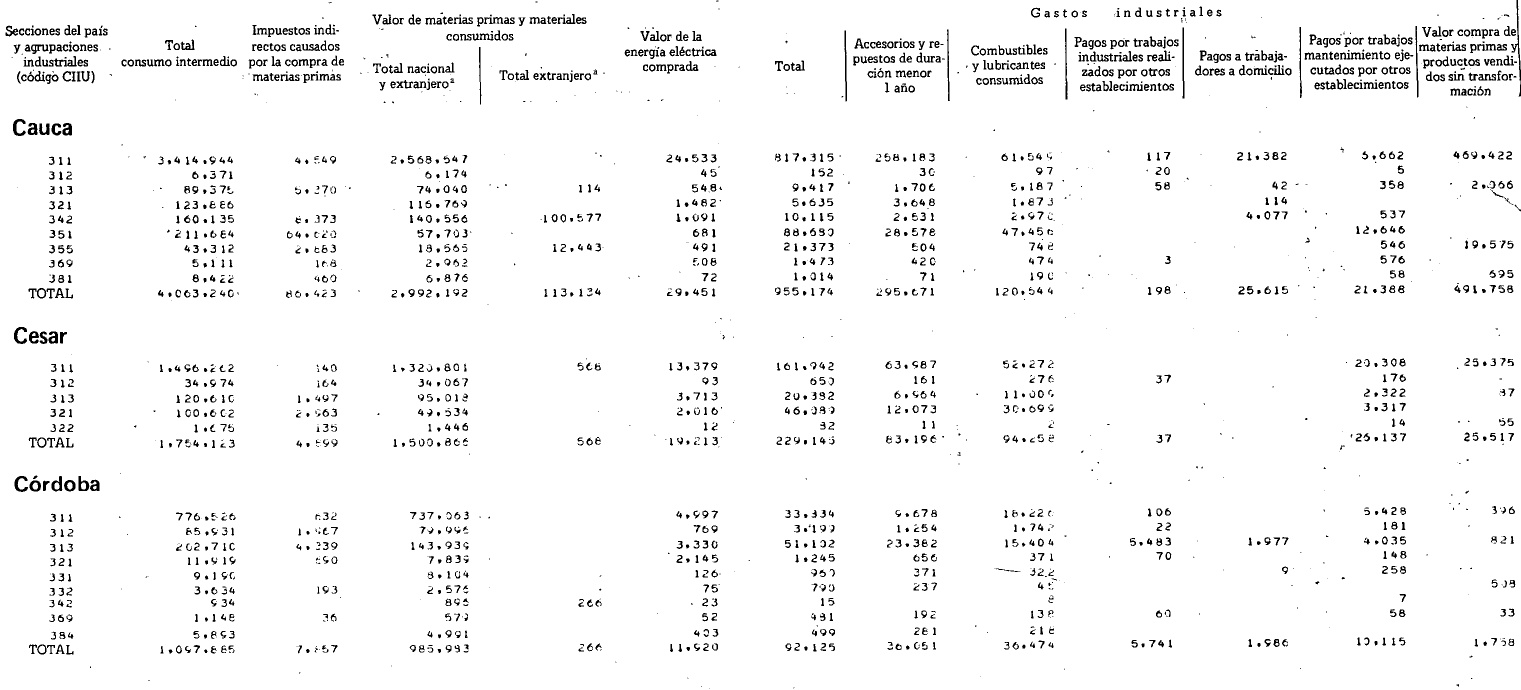 Gastos industriales
Secciones del país y agrupaciones industriales (código CIIU)
Total consumo intermedio
Impuestos indirectos causados por la compra de materias primas
Valor de materias primas y materiales consumidos
Total nacional y extranjeroª
Total extranjeroª
Valor de la energía eléctrica comprada
Total
Accesorios y repuestos de duración menor 1 año
Combustibles y lubricantes consumidos
Pagos por trabajos industriales realizados por otros establecimientos
Pagos a trabajadores a domicilio
Pagos por trabajos mantenimiento ejecutados por otros establecimientos
Valor compra de materias primas y productos vendidos sin transformación
Cauca
311 3.414.944 4.549 2.568.547 24.533 817.315 258.183 61.549 117 21.382 5.662 469.422
312 6.371 6.174 45 152 30 97 20 5
313 89.375 5.370 74.040 114 548 9.417 1.706 5.187 58 42 358 2.066
321 123.886 116.769 1.482 5.635 3.648 1.873 114
342 160.135 8.373 140.556 100.577 1.091 10.115 2.531 2.970 4.077 537
351 211.684 64.620 57.703 681 88.680 28.578 47.456 12.646
355 43.312 2.883 18.565 12.443 491 21.373 504 748 546 19.575
369 5.111 168 2.962 508 1.473 420 474 3 576
381 8.422 460 6.876 72 1.014 71 190 58 695
TOTAL 4.063.240 86.423 2.992.192 113.134 29.451 955.174 295.671 120.544 198 25.615 21.388 491.758
Cesar
311 1.496.262 140 1.320.801 568 13.379 161.942 63.987 52.272 20.308 25.375
312 34.974 164 34.067 93 650 161 276 37 176
313 120.610 1.497 95.018 3.713 20.382 6.964 11.009 2.322 87
321 100.602 2.963 49.534 2.016 46.089 12.073 30.699 3.317
322 1.675 135 1.446 12 82 11 2 14 55
TOTAL 1.754.123 4.899 1.500.866 568 19.213 229.145 83.196 94.258 37 26.137 25.517
Córdoba
311 776.526 632 737.063 4.997 33.834 9.678 18.226 106 5.428 396
312 85.931 1.967 79.996 769 3.199 1.254 1.742 22 181
313 202.710 4.339 143.939 3.330 51.102 23.382 15.404 5.483 1.977 4.035 821
321 11.919 690 7.839 2.145 1.245 656 371 70 148
331 9.190 8.104 126 960 371 322 9 258
332 3.634 193 2.576 75 790 237 45 508
342 934 896 266 23 15 8 7
369 1.148 36 579 52 481 192 138 60 58 33
384 5.893 4.991 403 499 281 218
TOTAL 1.097.885 7.857 985.983 266 11.920 92.125 36.051 36.474 5.741 1.986 10.115 1.758